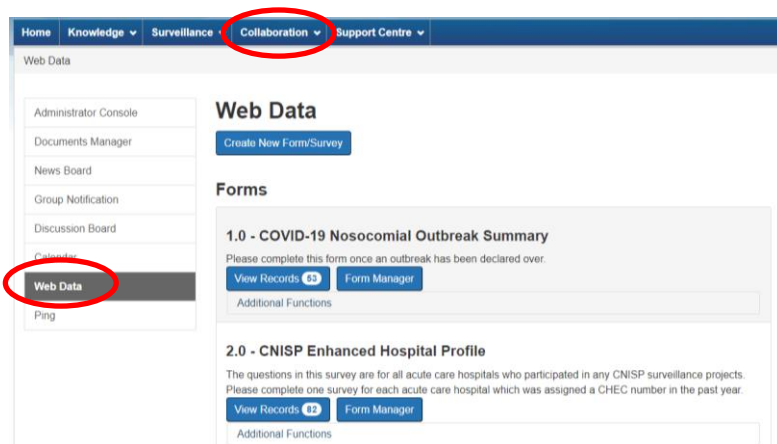 Home Knowledge Surveillance Collaboration Support Centre
Web Data
Administrator Console
Documents Manager
News Board
Group Notification
Discussion Board
Calendar
Web Data
Ping
Web Data
Create New Form/Survey
Forms
1.0 - COVID-19 Nosocomial Outbreak Summary
Please complete this form once an outbreak has been declared over.
View Records 53 Form Manager
Additional Functions
2.0 - CNISP Enhanced Hospital Profile
The questions in this survey are for all acute care hospitals who participated in any CNISP surveillance projects.
Please complete one survey for each acute care hospital which was assigned a CHEC number in the past year.
View Records 82 Form Manager
Additional Functions